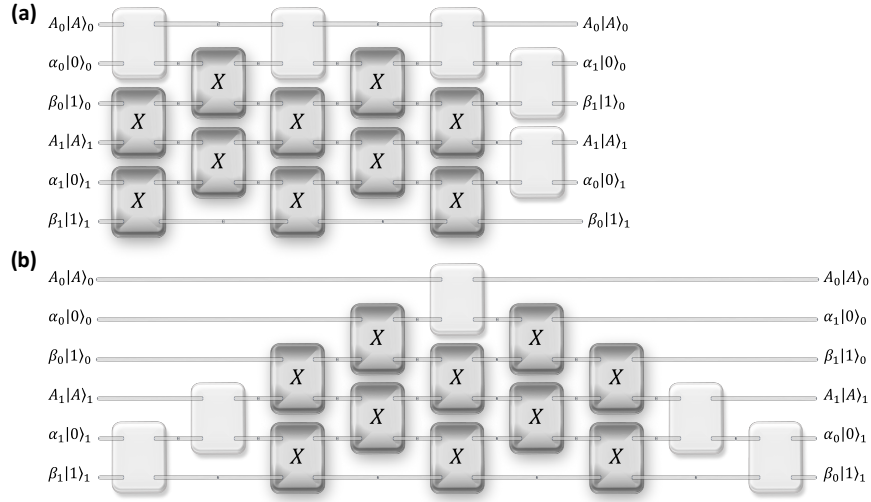 (a)
A₀|A⟩₀ A₀|A⟩₀
α₀|0⟩₀ X X α₁|0⟩₀
β₀|1⟩₀ X X X β₁|1⟩₀
A₁|A⟩₁ X X A₁|A⟩₁
α₁|0⟩₁ X X X α₀|0⟩₁
β₁|1⟩₁ β₀|1⟩₁
(b)
A₀|A⟩₀ A₀|A⟩₀
α₀|0⟩₀ X X α₁|0⟩₀
β₀|1⟩₀ X X X β₁|1⟩₀
A₁|A⟩₁ X X A₁|A⟩₁
α₁|0⟩₁ X X X α₀|0⟩₁
β₁|1⟩₁ β₀|1⟩₁